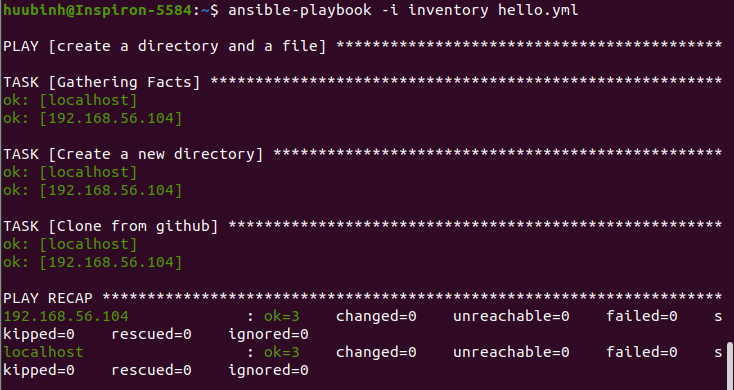 huubinh@Inspiron-5584:~$ ansible-playbook -i inventory hello.yml
PLAY [create a directory and a file] *******************************************
TASK [Gathering Facts] *********************************************************
ok: [localhost]
ok: [192.168.56.104]
TASK [Create a new directory] **************************************************
ok: [localhost]
ok: [192.168.56.104]
TASK [Clone from github] *******************************************************
ok: [localhost]
ok: [192.168.56.104]
PLAY RECAP *********************************************************************
192.168.56.104             : ok=3    changed=0    unreachable=0    failed=0    s
kipped=0    rescued=0    ignored=0
localhost                  : ok=3    changed=0    unreachable=0    failed=0    s
kipped=0    rescued=0    ignored=0